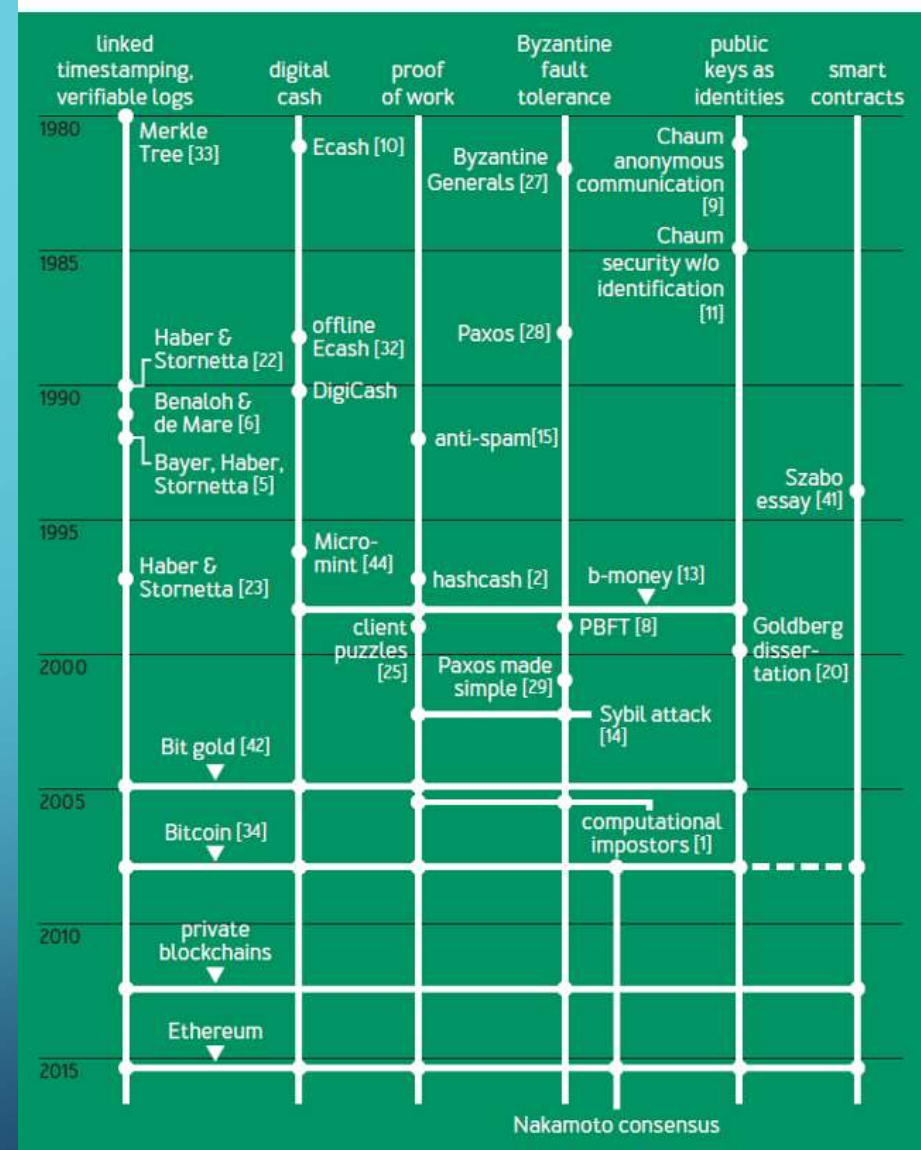 linked
timestamping,
verifiable logs
digital
cash
proof
of work
Byzantine
fault
tolerance
public
keys as
identities
smart
contracts
1980
Merkle
Tree [33]
Ecash [10]
Byzantine
Generals [27]
Chaum
anonymous
communication
[9]
1985
Chaum
security w/o
identification
[11]
Haber &
Stornetta [22]
offline
Ecash [32]
Paxos [28]
1990
DigiCash
Benaloh &
de Mare [6]
anti-spam[15]
Bayer, Haber,
Stornetta [5]
Szabo
essay [41]
1995
Micro-
mint [44]
Haber &
Stornetta [23]
hashcash [2]
b-money [13]
client
puzzles
[25]
PBFT [8]
Goldberg
disser-
tation [20]
2000
Paxos made
simple [29]
Sybil attack
[14]
Bit gold [42]
2005
computational
impostors [1]
Bitcoin [34]
2010
private
blockchains
Ethereum
2015
Nakamoto consensus